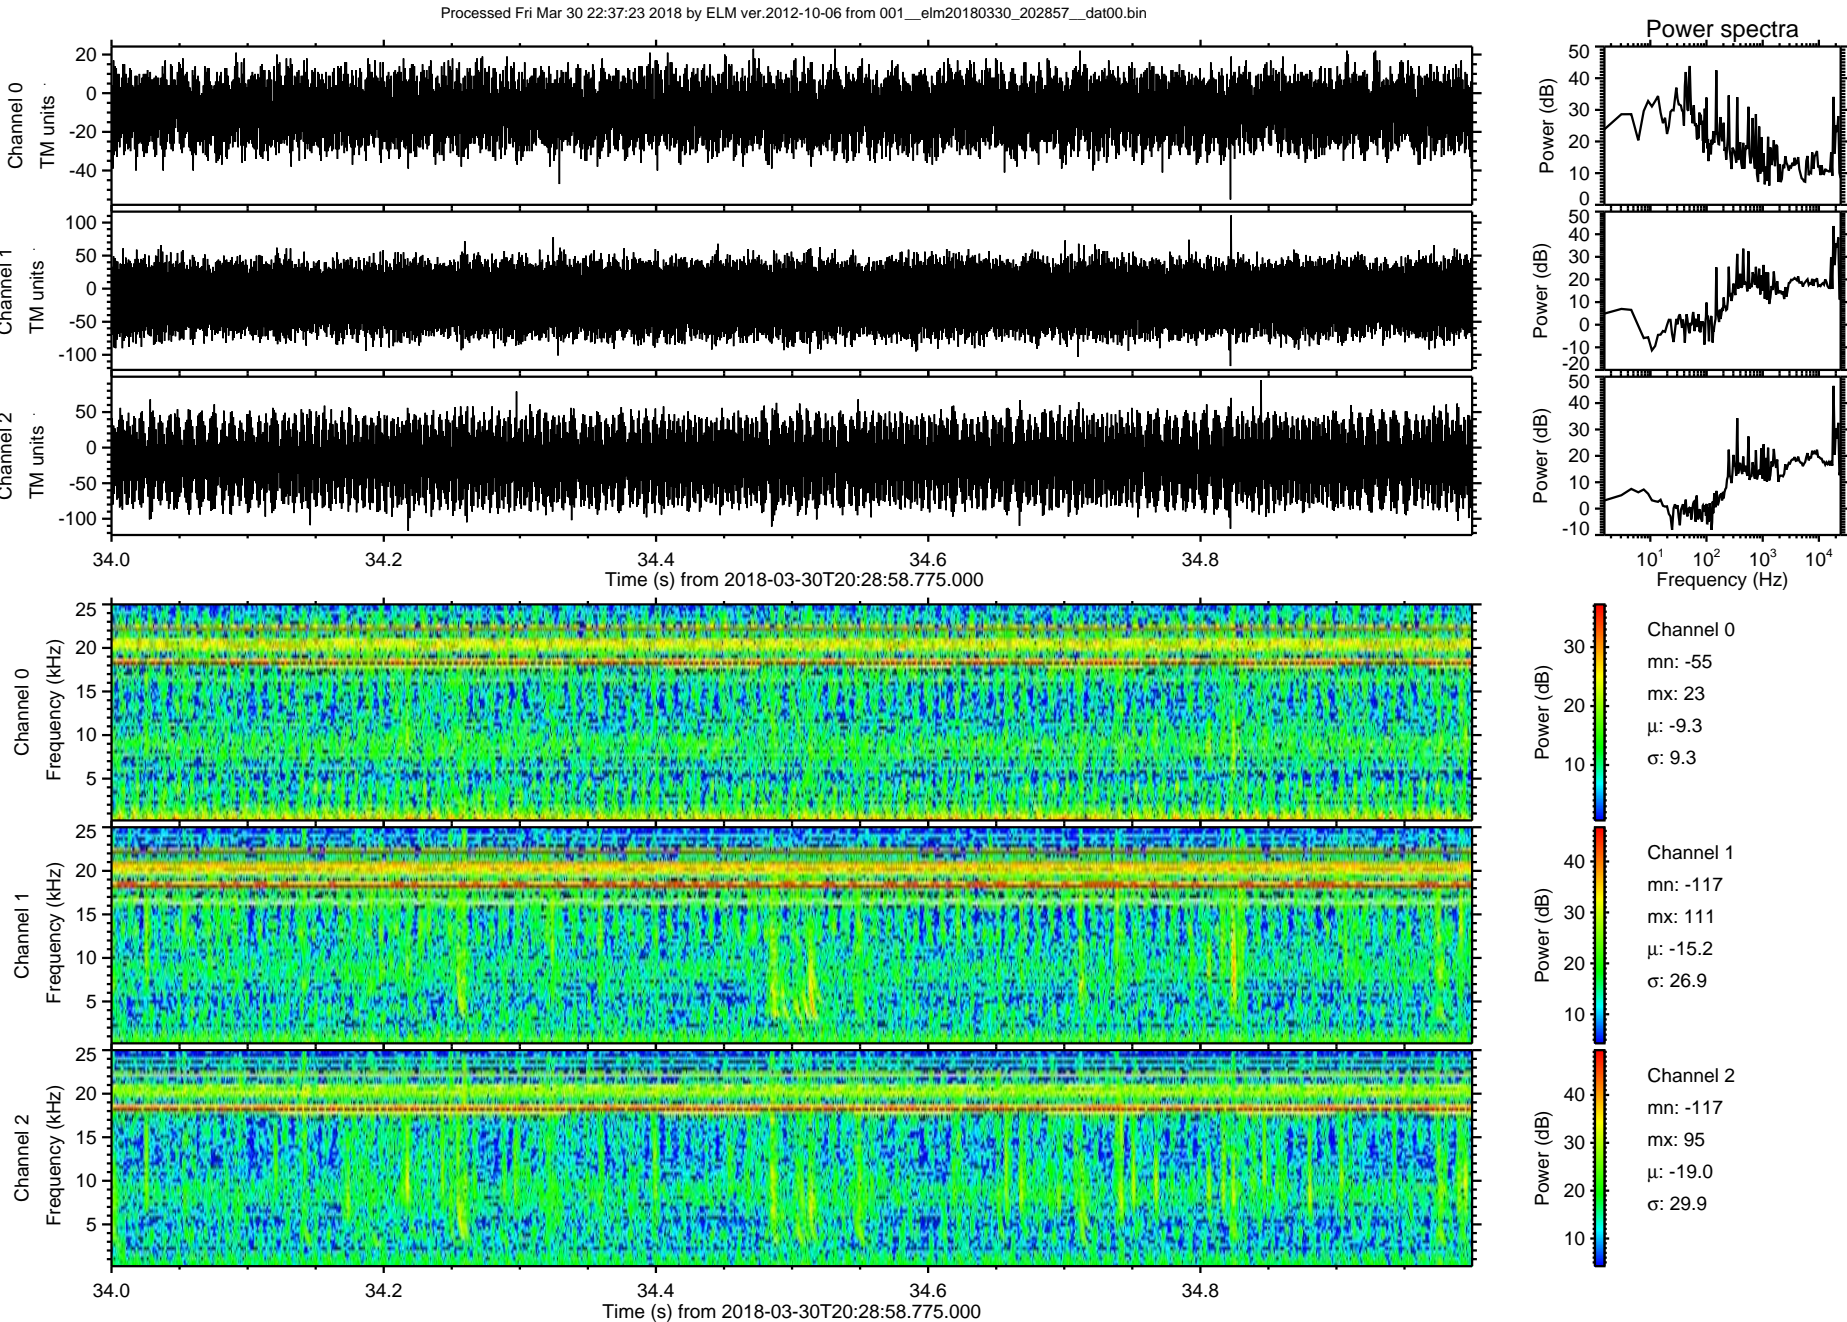 Processed Fri Mar 30 22:37:23 2018 by ELM ver.2012-10-06 from 001__elm20180330_202857__dat00.bin
Power spectra
Channel 0
TM units
20
0
-20
-40
Power (dB)
50
40
30
20
10
0
Channel 1
TM units
100
50
0
-50
-100
Power (dB)
50
40
30
20
10
0
-10
-20
Channel 2
TM units
50
0
-50
-100
Power (dB)
50
40
30
20
10
0
-10
34.0 34.2 34.4 34.6 34.8
Time (s) from 2018-03-30T20:28:58.775.000
10¹ 10² 10³ 10⁴
Frequency (Hz)
Channel 0
Frequency (kHz)
25
20
15
10
5
Power (dB)
30
20
10
Channel 0
mn: -55
mx: 23
μ: -9.3
σ: 9.3
Channel 1
Frequency (kHz)
25
20
15
10
5
Power (dB)
40
30
20
10
Channel 1
mn: -117
mx: 111
μ: -15.2
σ: 26.9
Channel 2
Frequency (kHz)
25
20
15
10
5
Power (dB)
40
30
20
10
Channel 2
mn: -117
mx: 95
μ: -19.0
σ: 29.9
34.0 34.2 34.4 34.6 34.8
Time (s) from 2018-03-30T20:28:58.775.000